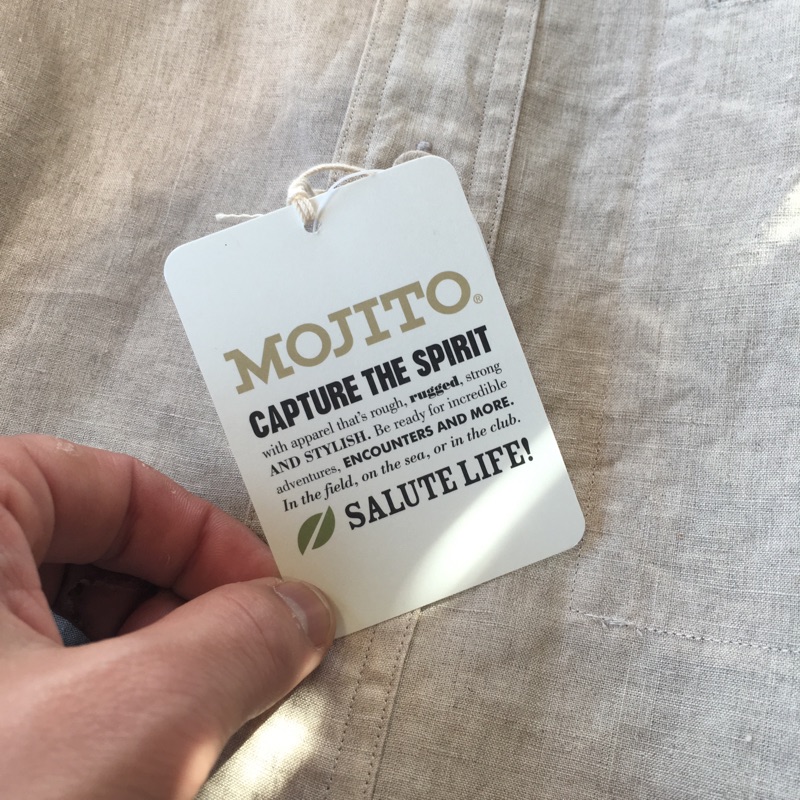 MOJITO®
CAPTURE THE SPIRIT
with apparel that's rough, rugged, strong
AND STYLISH. Be ready for incredible
adventures, ENCOUNTERS AND MORE.
In the field, on the sea, or in the club.
SALUTE LIFE!